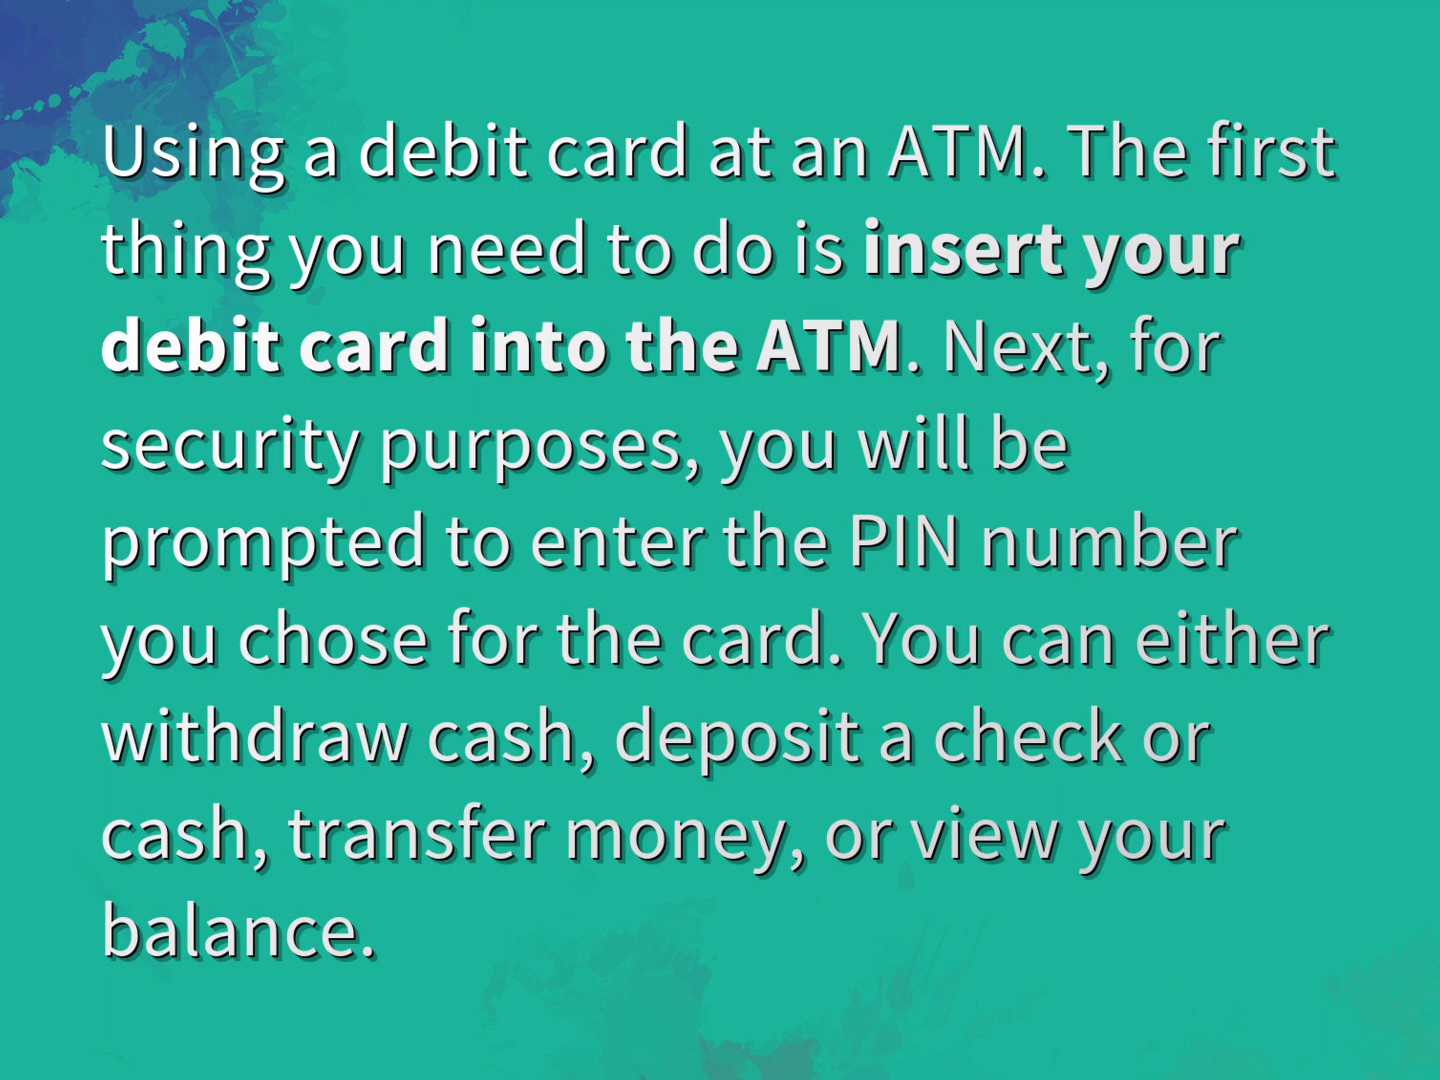 Using a debit card at an ATM. The first
thing you need to do is insert your
debit card into the ATM. Next, for
security purposes, you will be
prompted to enter the PIN number
you chose for the card. You can either
withdraw cash, deposit a check or
cash, transfer money, or view your
balance.